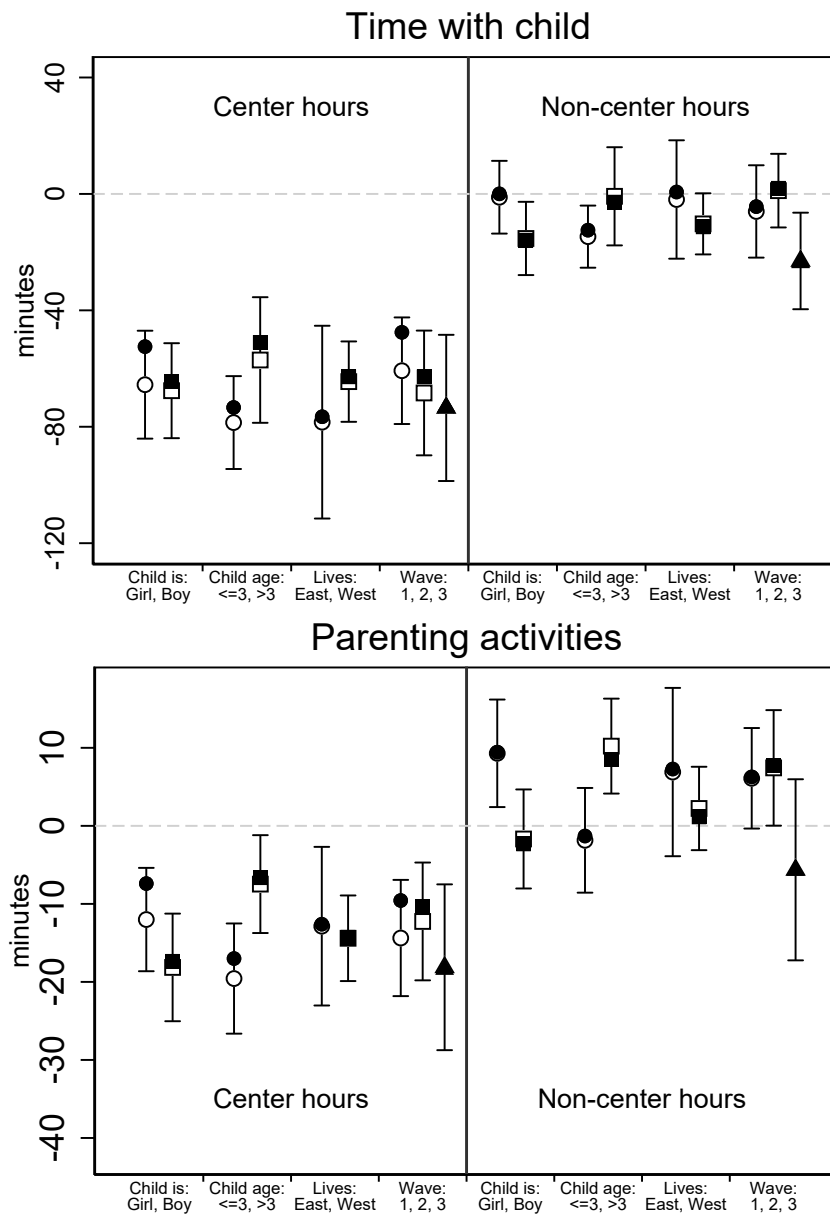 Time with child
Center hours
Non-center hours
minutes
40
0
-40
-80
-120
Child is:
Girl, Boy
Child age:
<=3, >3
Lives:
East, West
Wave:
1, 2, 3
Child is:
Girl, Boy
Child age:
<=3, >3
Lives:
East, West
Wave:
1, 2, 3
Parenting activities
minutes
10
0
-10
-20
-30
-40
Center hours
Non-center hours
Child is:
Girl, Boy
Child age:
<=3, >3
Lives:
East, West
Wave:
1, 2, 3
Child is:
Girl, Boy
Child age:
<=3, >3
Lives:
East, West
Wave:
1, 2, 3